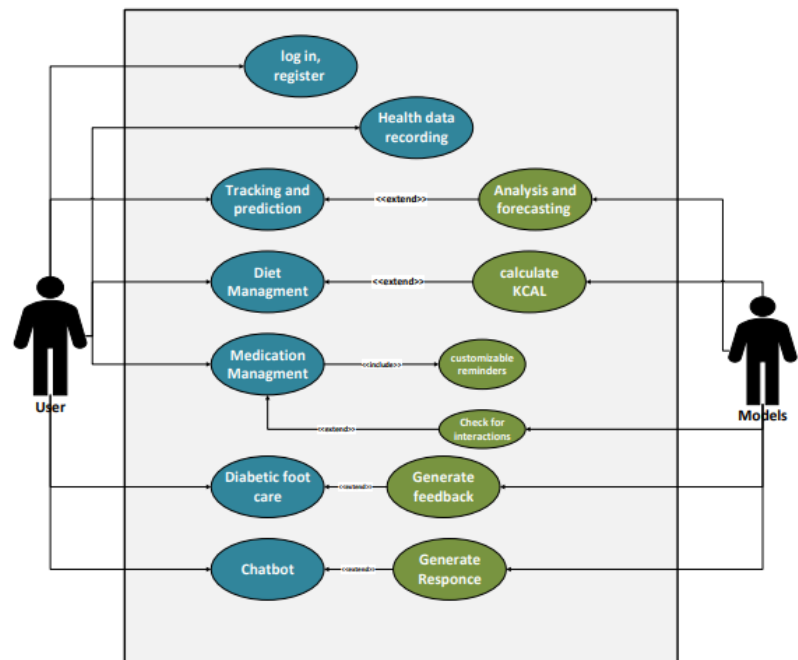 log in,
register
Health data
recording
Tracking and
prediction
<<extend>>
Analysis and
forecasting
Diet
Managment
<<extend>>
calculate
KCAL
Medication
Managment
<<include>>
customizable
reminders
User
Models
<<extend>>
Check for
interactions
Diabetic foot
care
<<extend>>
Generate
feedback
Chatbot
<<extend>>
Generate
Responce